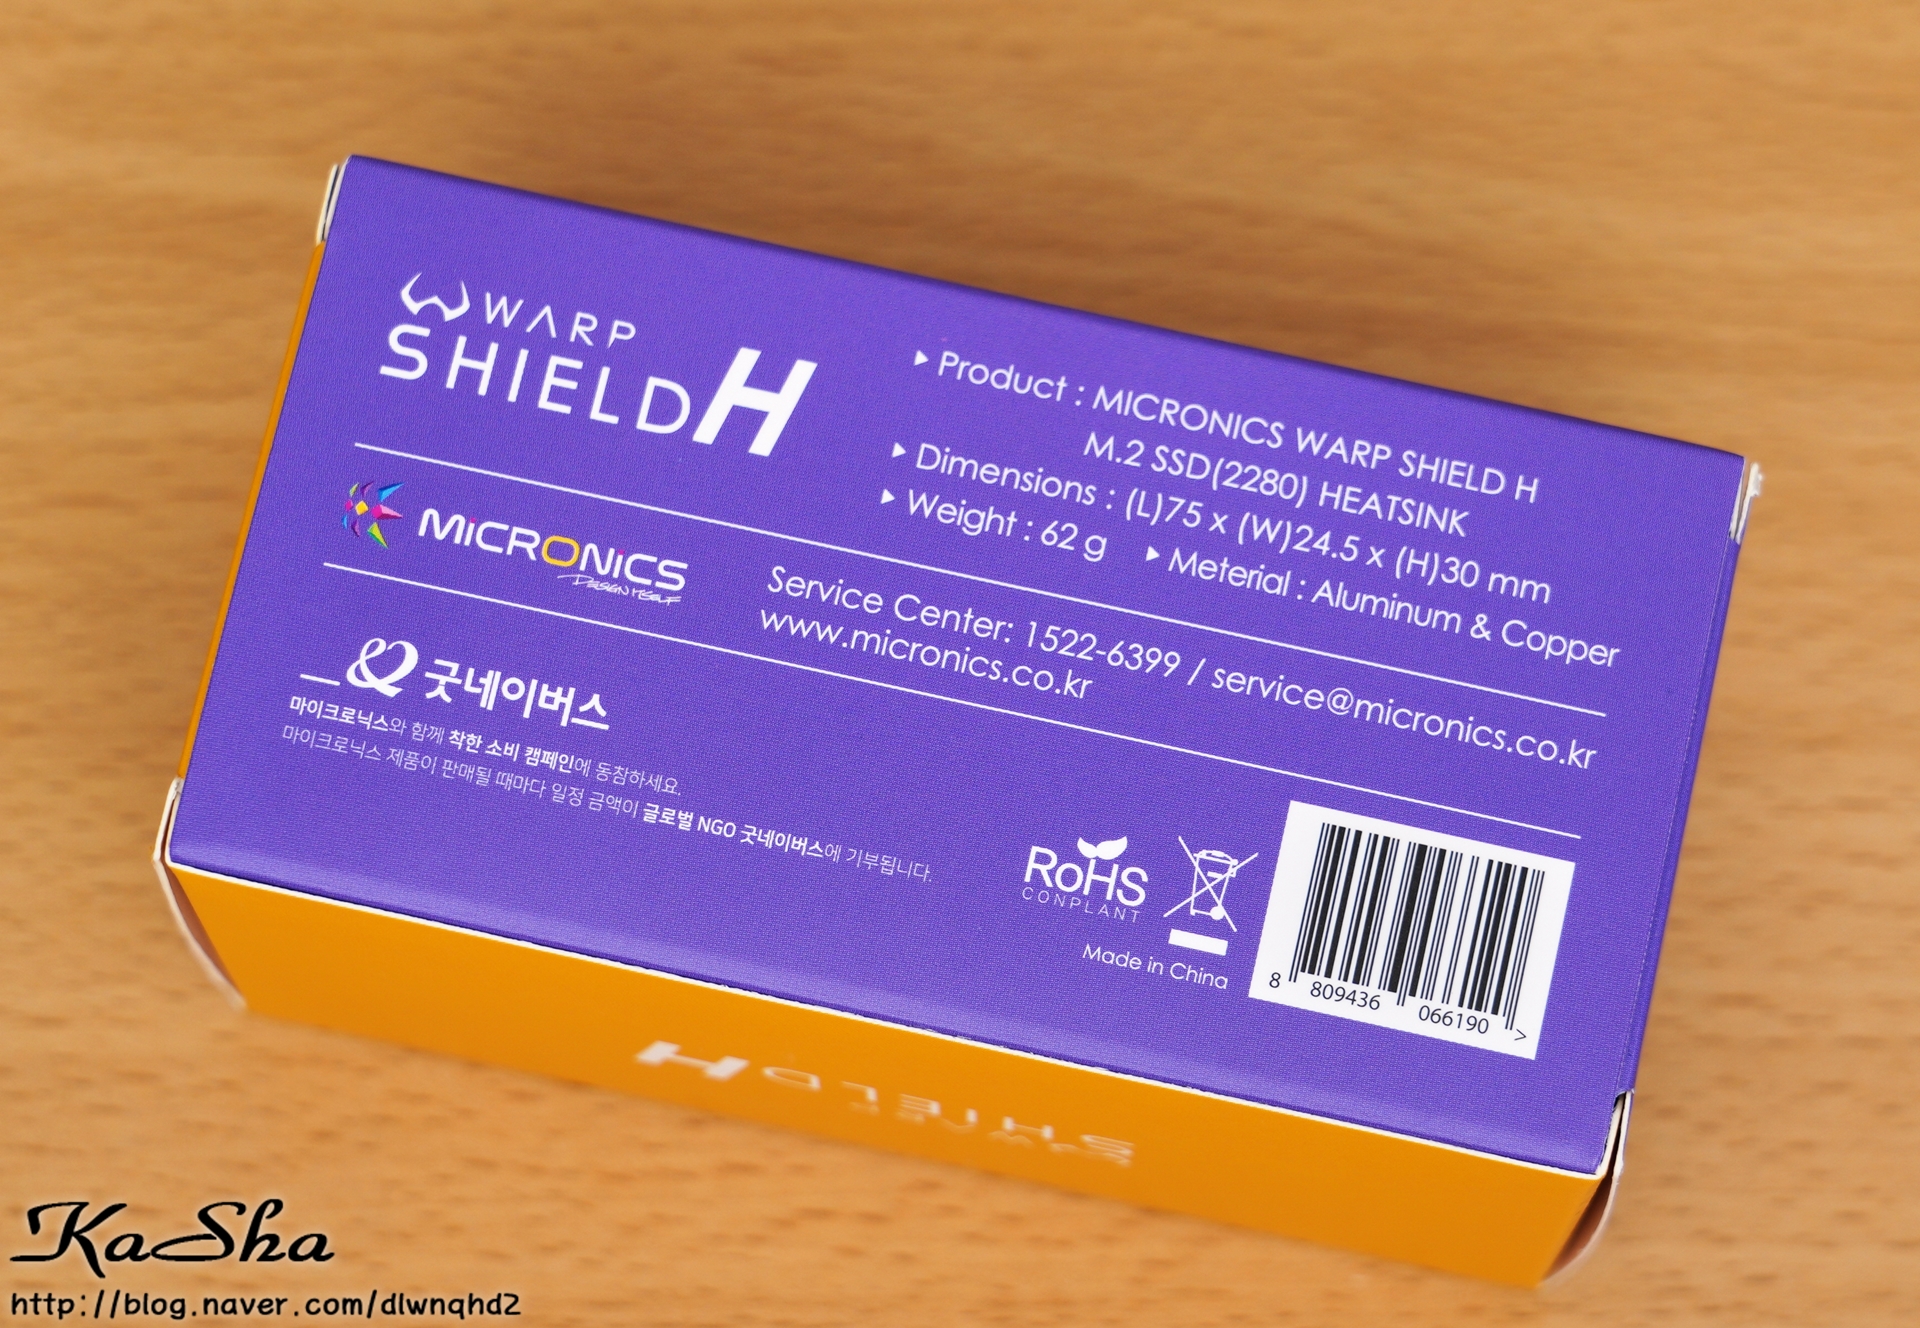 WARP
SHIELD H
▶ Product : MICRONICS WARP SHIELD H
M.2 SSD(2280) HEATSINK
▶ Dimensions : (L)75 x (W)24.5 x (H)30 mm
▶ Weight : 62 g ▶ Meterial : Aluminum & Copper
MiCRONiCS
DESIGN ITSELF
Service Center: 1522-6399 / service@micronics.co.kr
www.micronics.co.kr
굿네이버스
마이크로닉스와 함께 착한 소비 캠페인에 동참하세요.
마이크로닉스 제품이 판매될 때마다 일정 금액이 글로벌 NGO 굿네이버스에 기부됩니다.
RoHS
CONPLANT
Made in China
8 809436 066190 >
WARP
SHIELD H
KaSha
http://blog.naver.com/dlwnqhd2